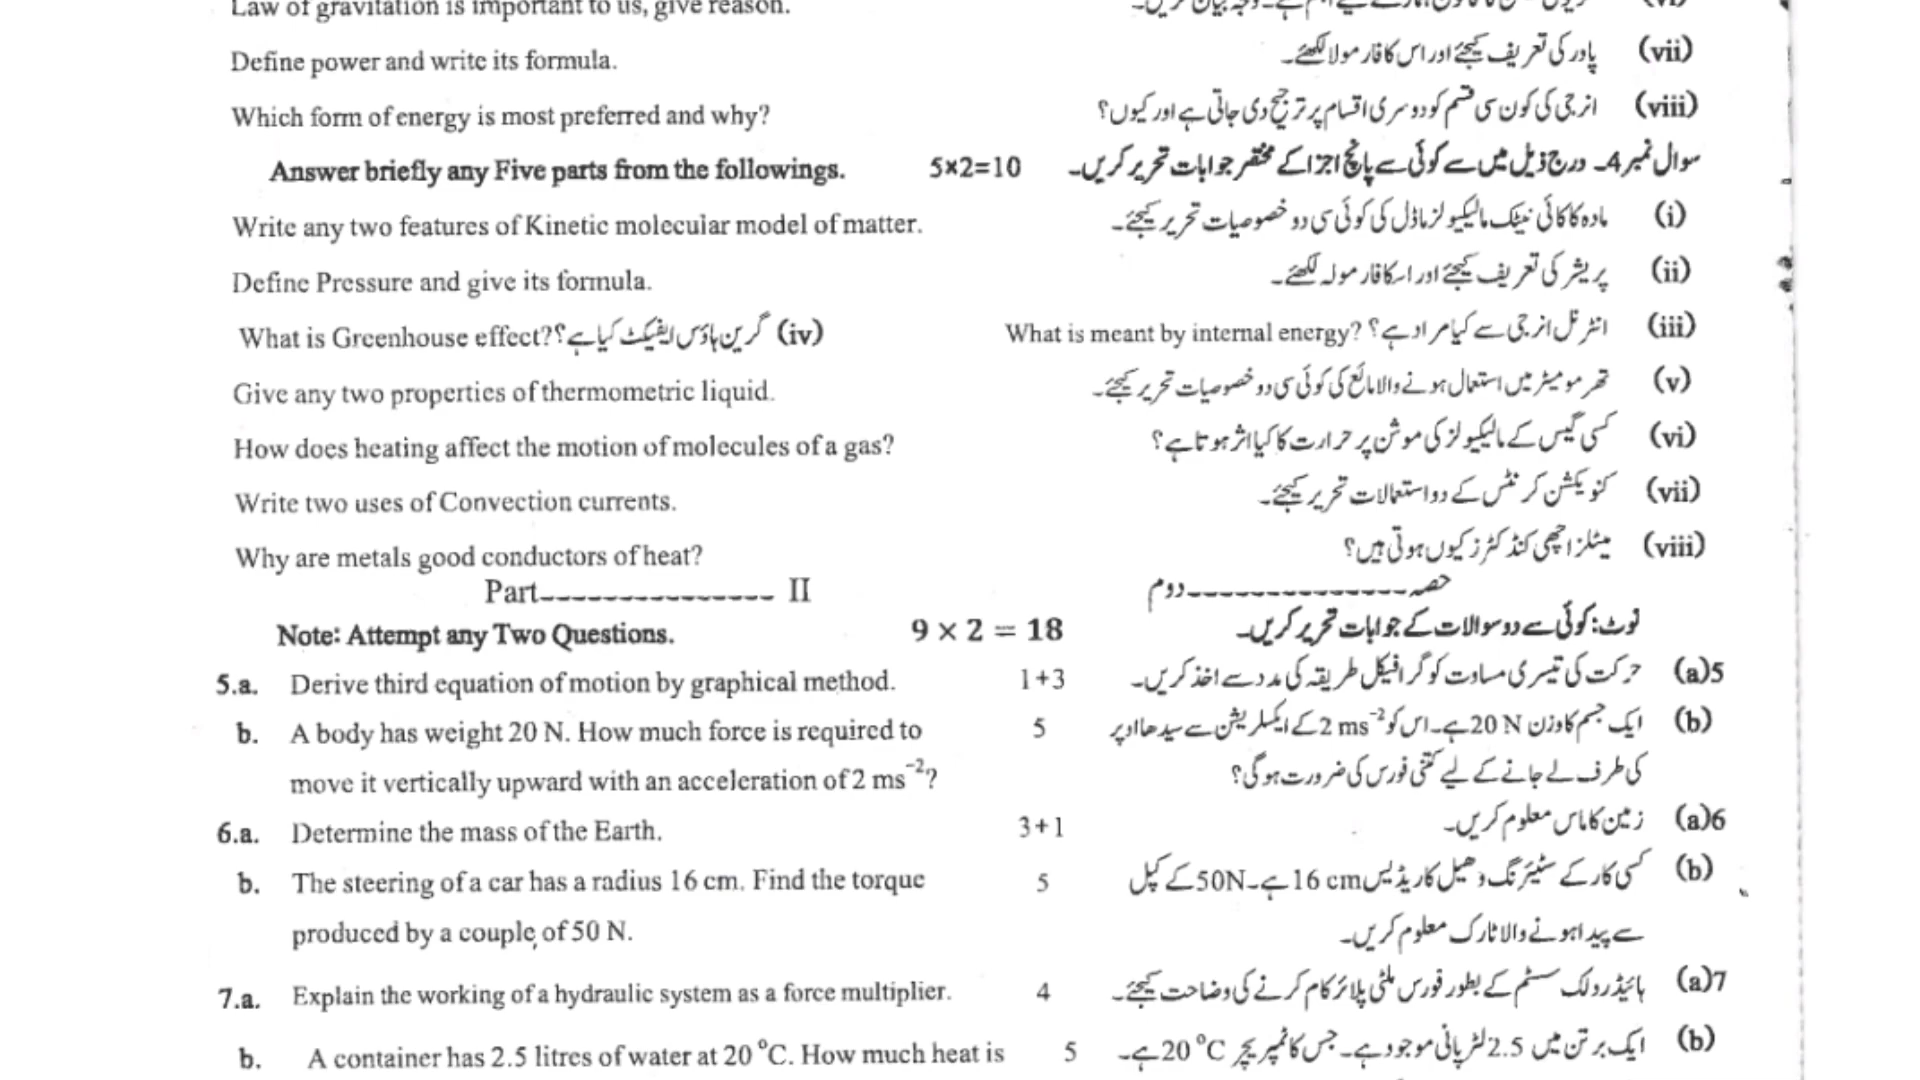 Law of gravitation is important to us, give reason.
Define power and write its formula. پاور کی تعریف کیجئے اور اس کا فارمولا لکھئے۔ (vii)
Which form of energy is most preferred and why? انرجی کی کون سی قسم کو دوسری اقسام پر ترجیح دی جاتی ہے اور کیوں؟ (viii)
Answer briefly any Five parts from the followings. 5×2=10 سوال نمبر 4۔ درج ذیل میں سے کوئی سے پانچ اجزا کے مختصر جوابات تحریر کریں۔
Write any two features of Kinetic molecular model of matter. مادہ کا کائی نیٹک مالیکیولز ماڈل کی کوئی سی دو خصوصیات تحریر کیجئے۔ (i)
Define Pressure and give its formula. پریشر کی تعریف کیجئے اور اسکا فارمولہ لکھئے۔ (ii)
What is Greenhouse effect? گرین ہاؤس ایفیکٹ کیا ہے؟ (iv) What is meant by internal energy? انٹرنل انرجی سے کیا مراد ہے؟ (iii)
Give any two properties of thermometric liquid. تھرمومیٹر میں استعمال ہونے والا مائع کی کوئی سی دو خصوصیات تحریر کیجئے۔ (v)
How does heating affect the motion of molecules of a gas? کسی گیس کے مالیکیولز کی موشن پر حرارت کا کیا اثر ہوتا ہے؟ (vi)
Write two uses of Convection currents. کنویکشن کرنٹس کے دو استعمالات تحریر کیجئے۔ (vii)
Why are metals good conductors of heat? میٹلز اچھی کنڈکٹرز کیوں ہوتی ہیں؟ (viii)
Part--------------- II حصہ---------------دوم
Note: Attempt any Two Questions. 9 × 2 = 18 نوٹ: کوئی سے دو سوالات کے جوابات تحریر کریں۔
5.a. Derive third equation of motion by graphical method. 1+3 حرکت کی تیسری مساوت کو گرافیکل طریقہ کی مدد سے اخذ کریں۔ (a)5
b. A body has weight 20 N. How much force is required to 5 ایک جسم کا وزن 20 N ہے۔ اس کو 2 ms⁻² کے ایکسلریشن سے سیدھا اوپر (b)
move it vertically upward with an acceleration of 2 ms⁻²? کی طرف لے جانے کے لیے کتنی فورس کی ضرورت ہو گی؟
6.a. Determine the mass of the Earth. 3+1 زمین کا ماس معلوم کریں۔ (a)6
b. The steering of a car has a radius 16 cm. Find the torque 5 کسی کار کے سٹیئرنگ وھیل کا ریڈیس 16 cm ہے۔ 50N کے کپل (b)
produced by a couple of 50 N. سے پیدا ہونے والا ٹارک معلوم کریں۔
7.a. Explain the working of a hydraulic system as a force multiplier. 4 ہائیڈرولک سسٹم کے بطور فورس ملٹی پلائر کام کرنے کی وضاحت کیجئے۔ (a)7
b. A container has 2.5 litres of water at 20 °C. How much heat is 5 ایک برتن میں 2.5 لٹر پانی موجود ہے۔ جس کا ٹمپریچر 20 °C ہے۔ (b)